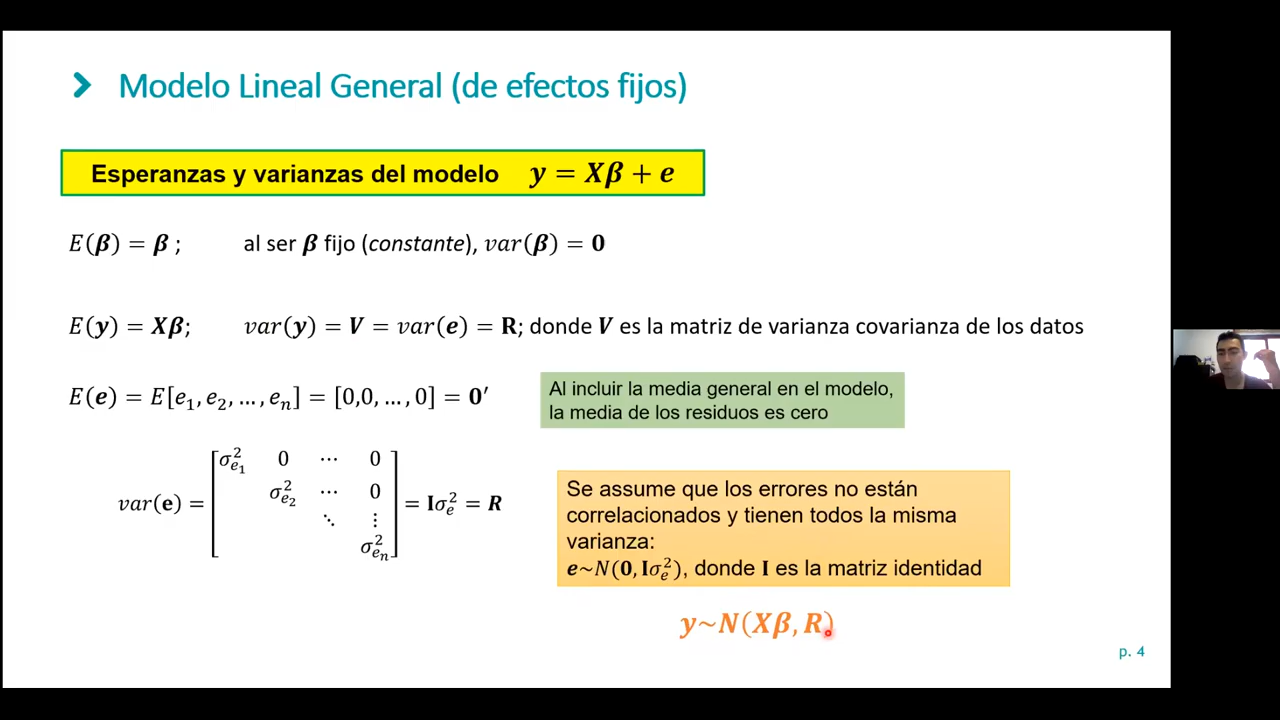 Modelo Lineal General (de efectos fijos)
Esperanzas y varianzas del modelo y = Xβ + e
E(β) = β ; al ser β fijo (constante), var(β) = 0
E(y) = Xβ; var(y) = V = var(e) = R; donde V es la matriz de varianza covarianza de los datos
E(e) = E[e₁, e₂, …, eₙ] = [0,0, …, 0] = 0′
Al incluir la media general en el modelo,
la media de los residuos es cero
var(e) = [σ²ₑ₁ 0 ⋯ 0
σ²ₑ₂ ⋯ 0
⋱ ⋮
σ²ₑₙ] = Iσ²ₑ = R
Se assume que los errores no están
correlacionados y tienen todos la misma
varianza:
e~N(0, Iσ²ₑ), donde I es la matriz identidad
y~N(Xβ, R)
p. 4